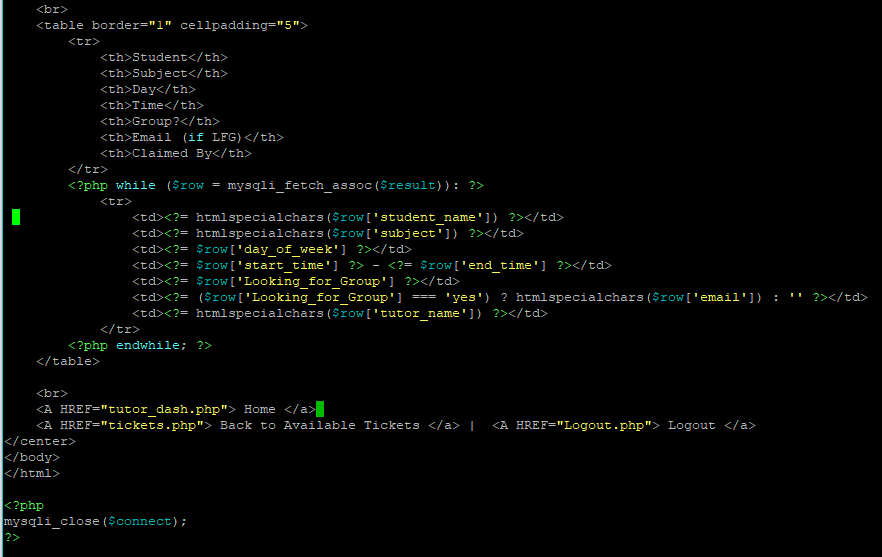 <br>
    <table border="1" cellpadding="5">
        <tr>
            <th>Student</th>
            <th>Subject</th>
            <th>Day</th>
            <th>Time</th>
            <th>Group?</th>
            <th>Email (if LFG)</th>
            <th>Claimed By</th>
        </tr>
        <?php while ($row = mysqli_fetch_assoc($result)): ?>
            <tr>
                <td><?= htmlspecialchars($row['student_name']) ?></td>
                <td><?= htmlspecialchars($row['subject']) ?></td>
                <td><?= $row['day_of_week'] ?></td>
                <td><?= $row['start_time'] ?> - <?= $row['end_time'] ?></td>
                <td><?= $row['Looking_for_Group'] ?></td>
                <td><?= ($row['Looking_for_Group'] === 'yes') ? htmlspecialchars($row['email']) : '' ?></td>
                <td><?= htmlspecialchars($row['tutor_name']) ?></td>
            </tr>
        <?php endwhile; ?>
    </table>

    <br>
    <A HREF="tutor_dash.php"> Home </a>
    <A HREF="tickets.php"> Back to Available Tickets </a> |  <A HREF="Logout.php"> Logout </a>
</center>
</body>
</html>

<?php
mysqli_close($connect);
?>